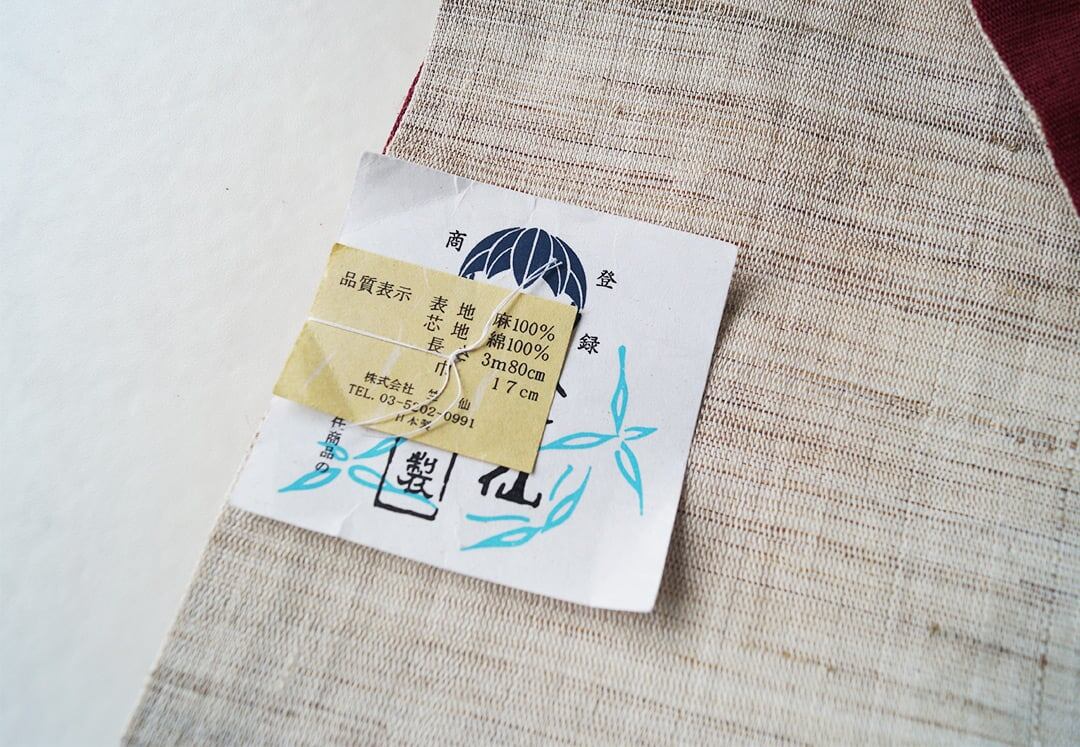 商
登
録
品質表示
表地 麻100%
芯地 綿100%
長 3m80cm
巾 17cm
株式会社 竺仙
TEL. 03-5202-0991
日本製
商品の
仙
製